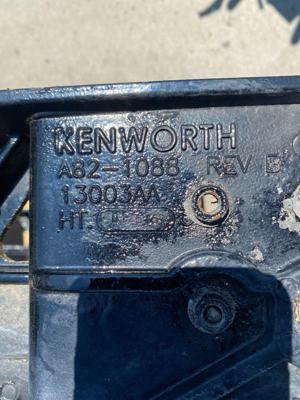 KENWORTH
A82-1088 REV B
13003AA
HT.